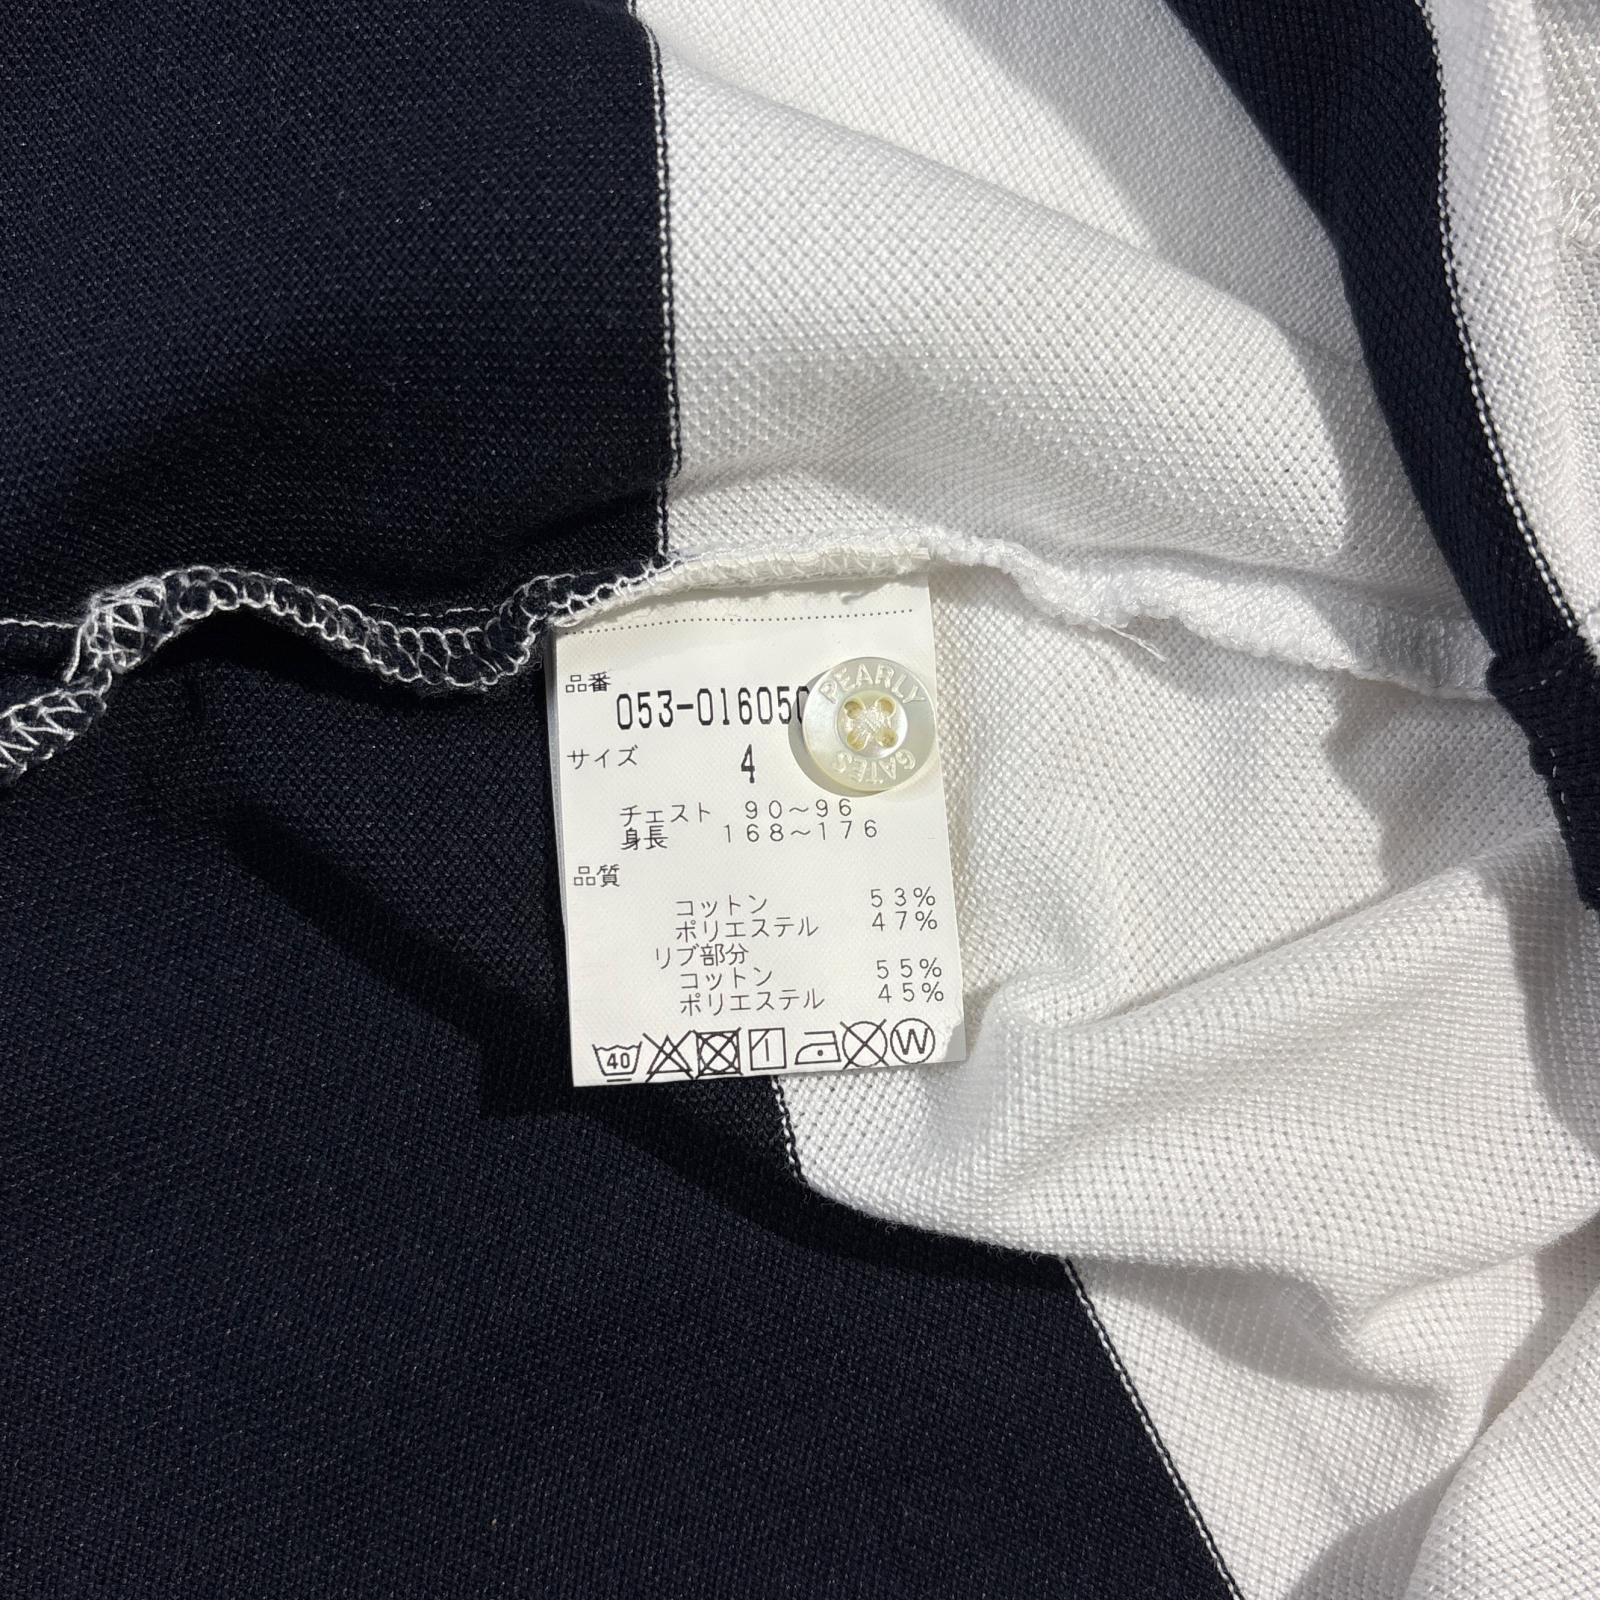 品番
053-016050
PEARLY
GATES
サイズ 4
チェスト 90～96
身長 168～176
品質
コットン 53%
ポリエステル 47%
リブ部分
コットン 55%
ポリエステル 45%
40 1 W